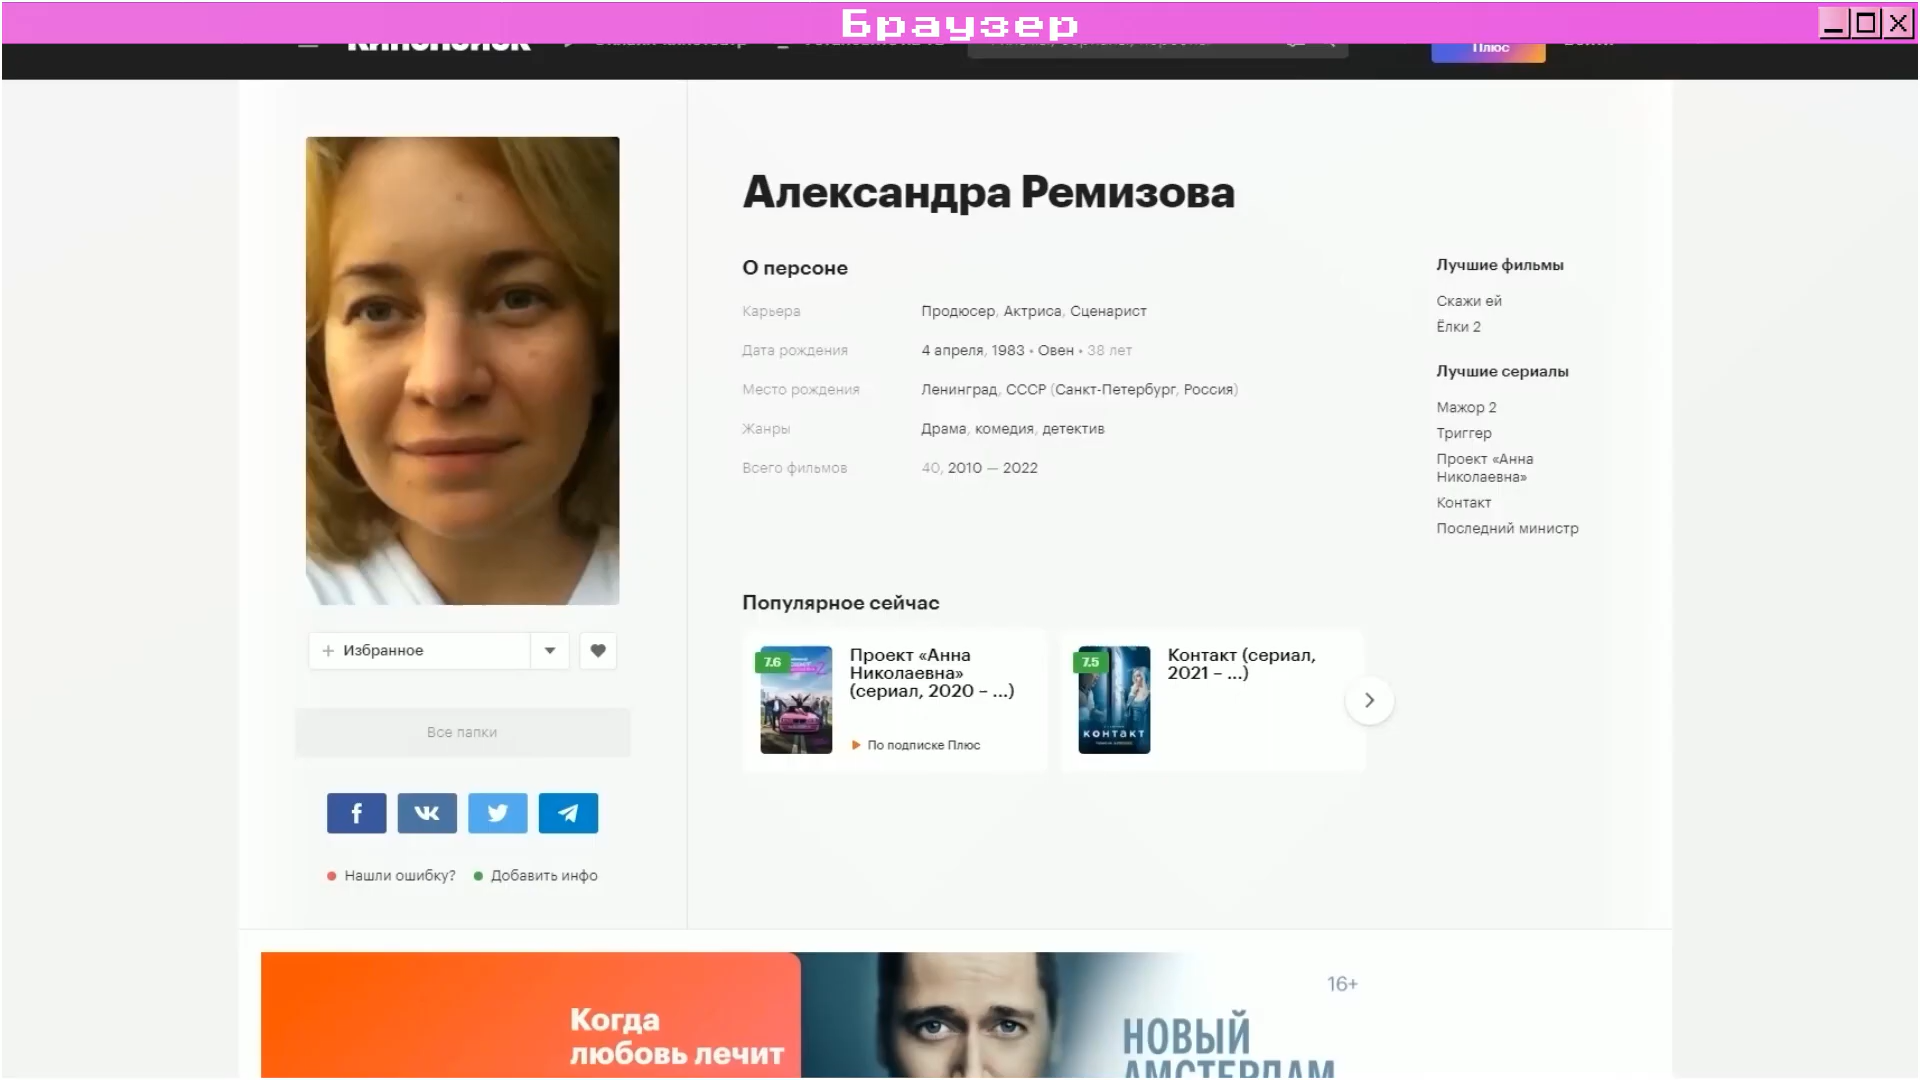 Браузер
Кинопоиск
Плюс
Александра Ремизова
О персоне
Карьера Продюсер, Актриса, Сценарист
Дата рождения 4 апреля, 1983 • Овен • 38 лет
Место рождения Ленинград, СССР (Санкт-Петербург, Россия)
Жанры Драма, комедия, детектив
Всего фильмов 40, 2010 — 2022
Лучшие фильмы
Скажи ей
Ёлки 2
Лучшие сериалы
Мажор 2
Триггер
Проект «Анна
Николаевна»
Контакт
Последний министр
+ Избранное
Все папки
Нашли ошибку? Добавить инфо
Популярное сейчас
7.6
Проект «Анна
Николаевна»
(сериал, 2020 – ...)
По подписке Плюс
7.5
КОНТАКТ
Контакт (сериал,
2021 – ...)
Когда
любовь лечит
16+
НОВЫЙ
АМСТЕРДАМ